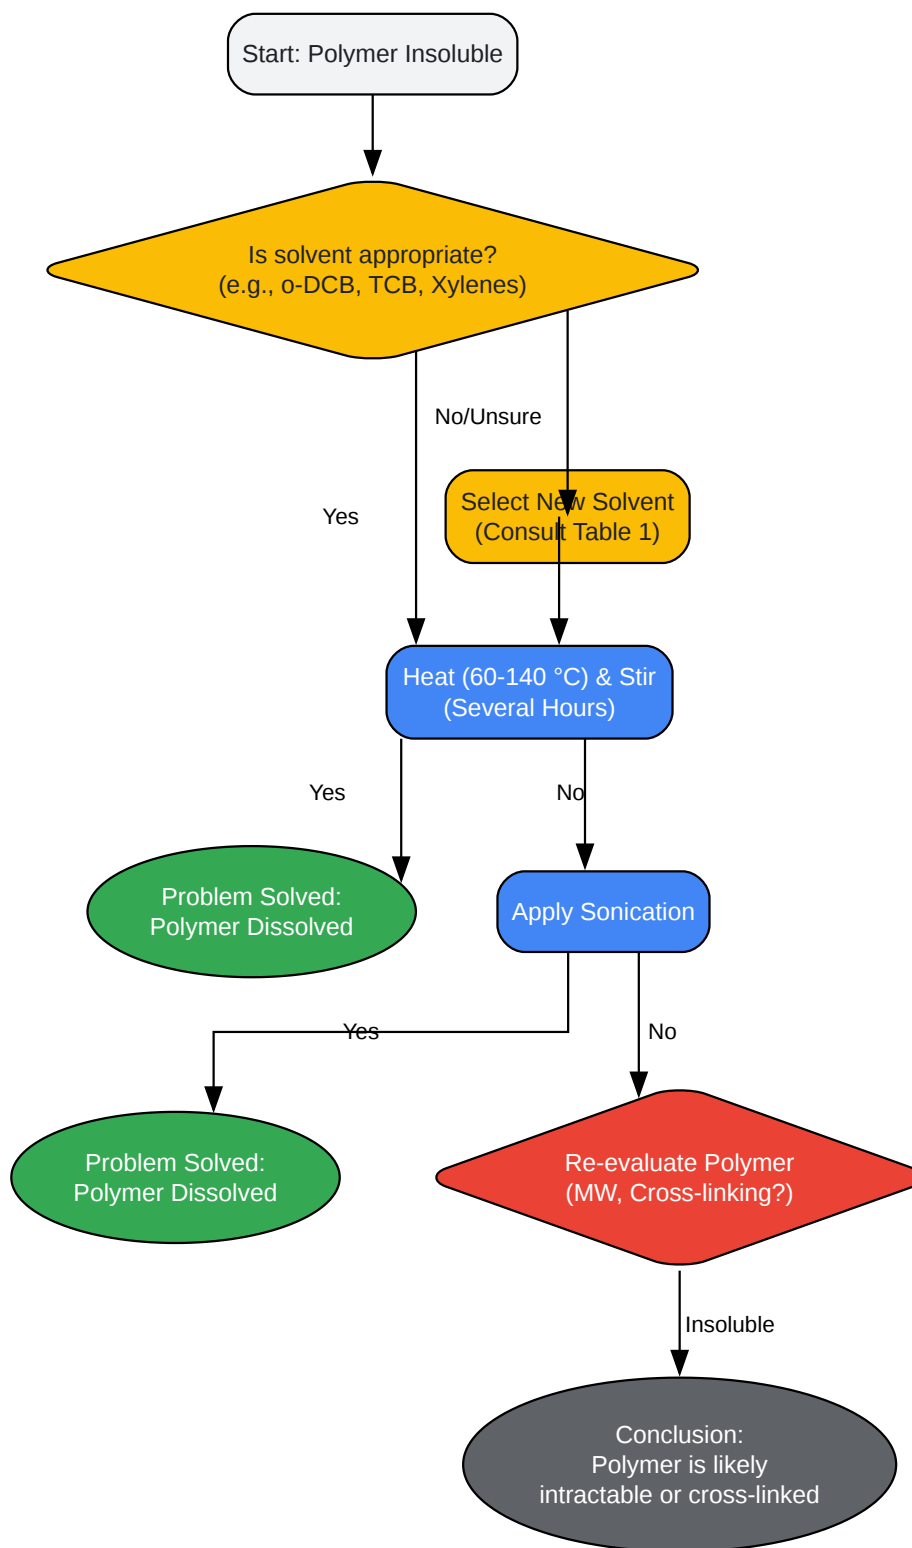 Start: Polymer Insoluble
Is solvent appropriate?
(e.g., o-DCB, TCB, Xylenes)
No/Unsure
Yes
Select New Solvent
(Consult Table 1)
Heat (60-140 °C) & Stir
(Several Hours)
Yes
No
Problem Solved:
Polymer Dissolved
Apply Sonication
Yes
No
Problem Solved:
Polymer Dissolved
Re-evaluate Polymer
(MW, Cross-linking?)
Insoluble
Conclusion:
Polymer is likely
intractable or cross-linked